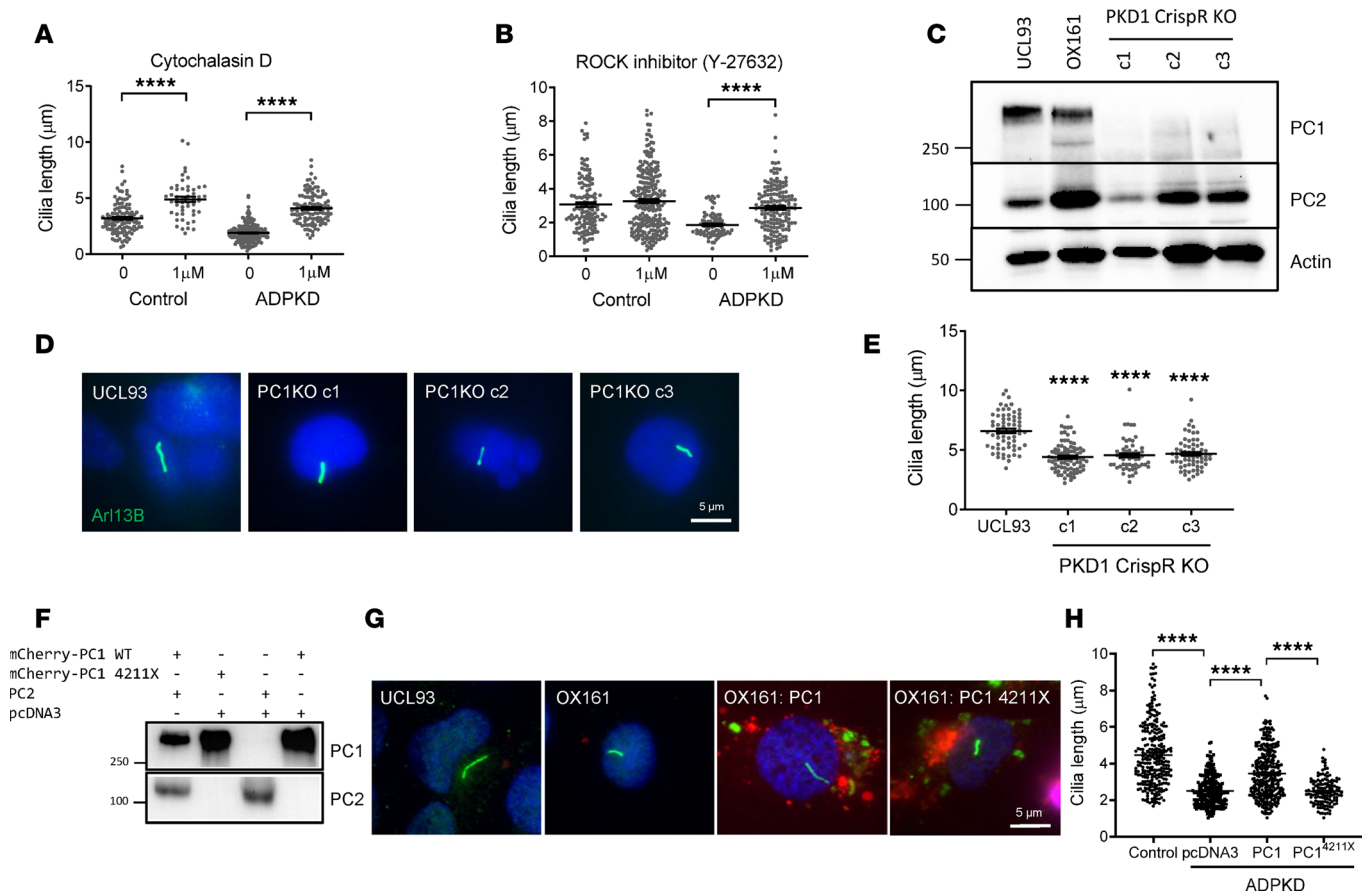 A
Cytochalasin D
****
****
Cilia length (μm)
15
10
5
0
0
1μM
0
1μM
Control
ADPKD
B
ROCK inhibitor (Y-27632)
****
Cilia length (μm)
10
8
6
4
2
0
0
1μM
0
1μM
Control
ADPKD
C
UCL93
OX161
PKD1 CrispR KO
c1
c2
c3
250
100
50
PC1
PC2
Actin
D
UCL93
Arl13B
PC1KO c1
PC1KO c2
PC1KO c3
5 μm
E
Cilia length (μm)
15
10
5
0
****
****
****
UCL93
c1
c2
c3
PKD1 CrispR KO
F
mCherry-PC1 WT + - - +
mCherry-PC1 4211X - + - -
PC2 + - + -
pcDNA3 - + + +
250
100
PC1
PC2
G
UCL93
OX161
OX161: PC1
OX161: PC1 4211X
5 μm
H
****
****
****
Cilia length (μm)
10
8
6
4
2
0
Control
pcDNA3
PC1
PC1 4211X
ADPKD